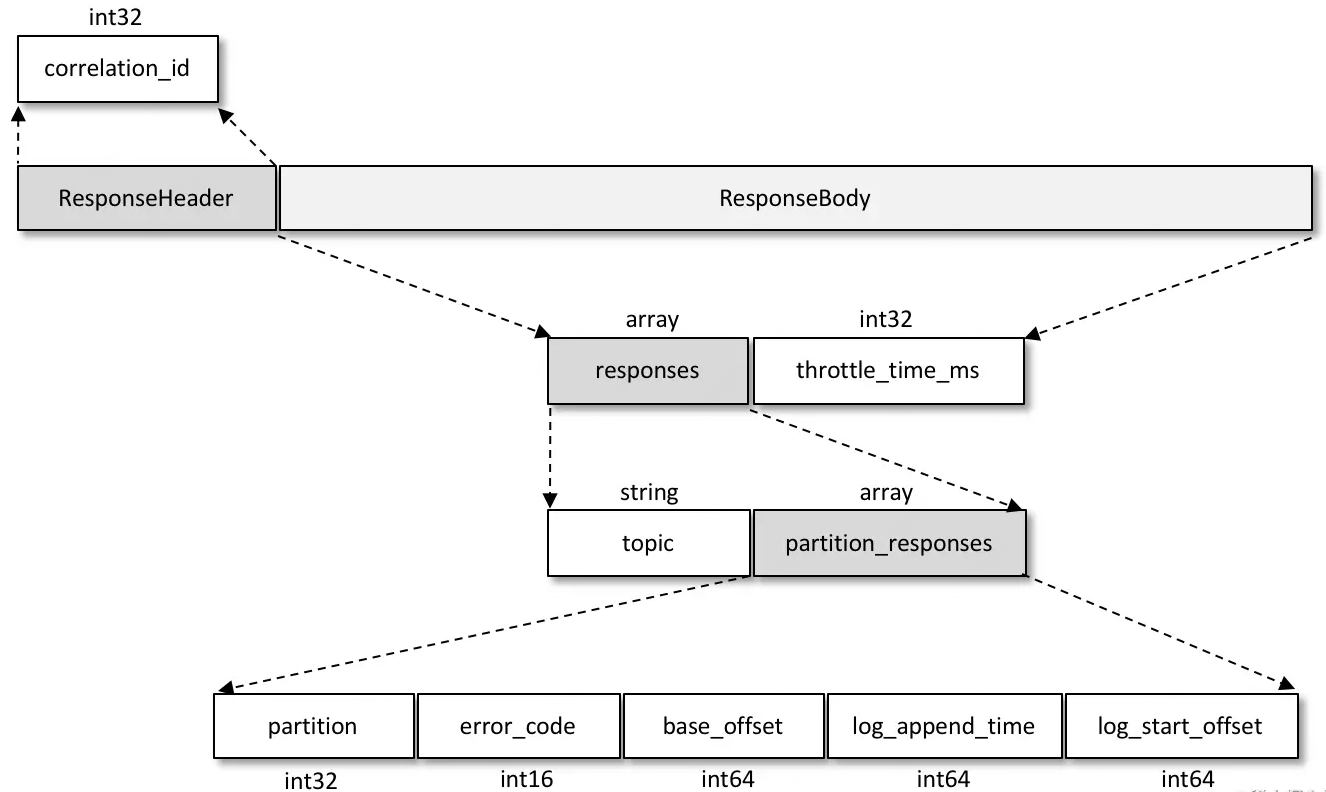 int32
correlation_id
ResponseHeader
ResponseBody
array
int32
responses
throttle_time_ms
string
array
topic
partition_responses
partition
error_code
base_offset
log_append_time
log_start_offset
int32
int16
int64
int64
int64